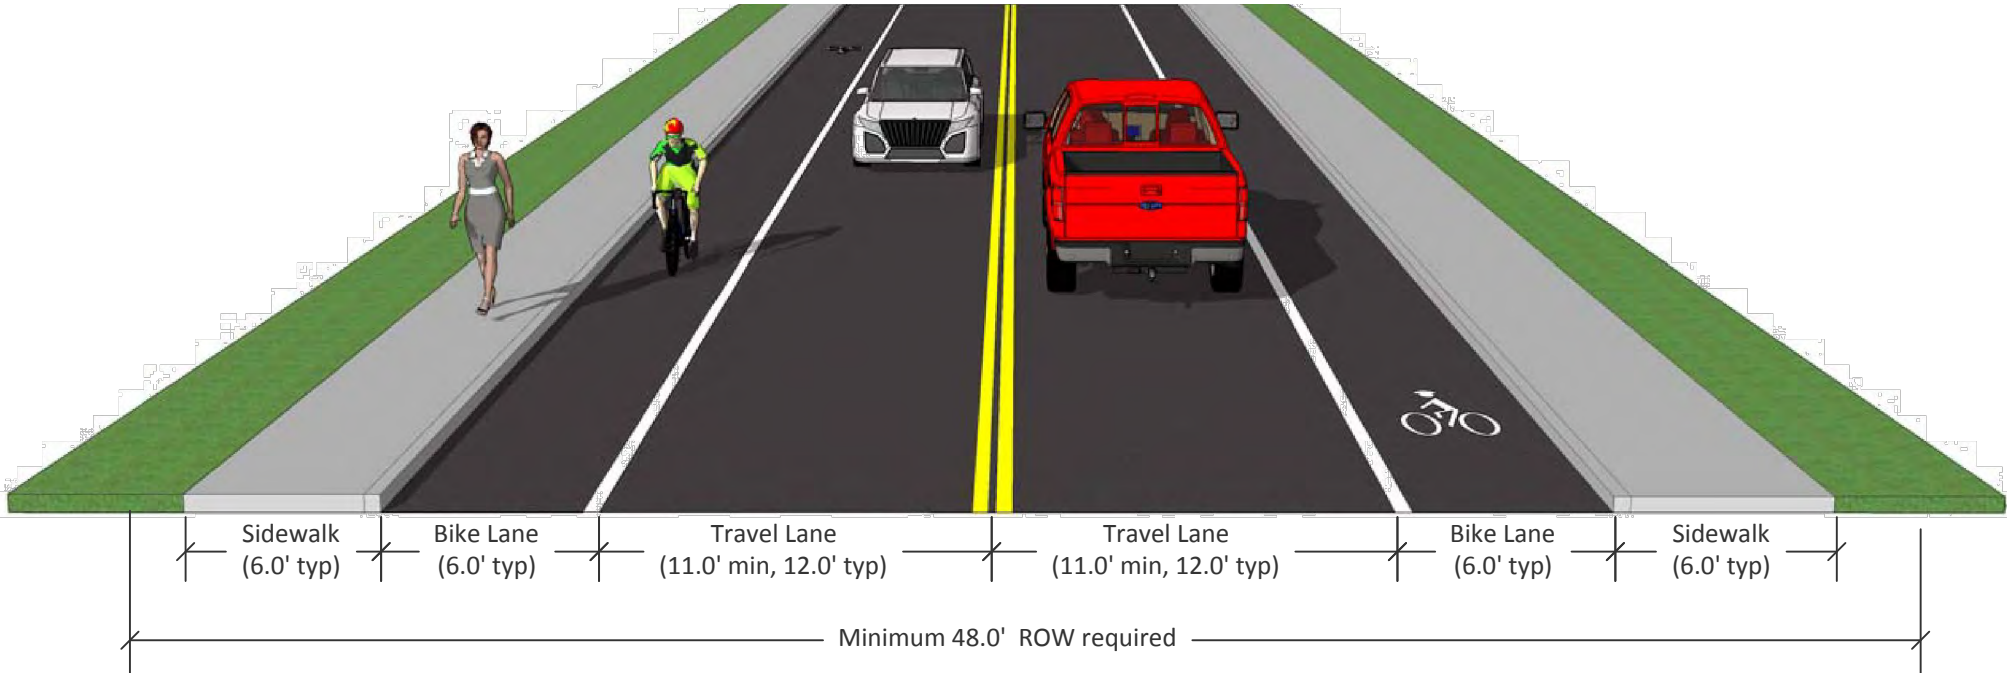 Sidewalk
(6.0' typ)
Bike Lane
(6.0' typ)
Travel Lane
(11.0' min, 12.0' typ)
Travel Lane
(11.0' min, 12.0' typ)
Bike Lane
(6.0' typ)
Sidewalk
(6.0' typ)
Minimum 48.0' ROW required